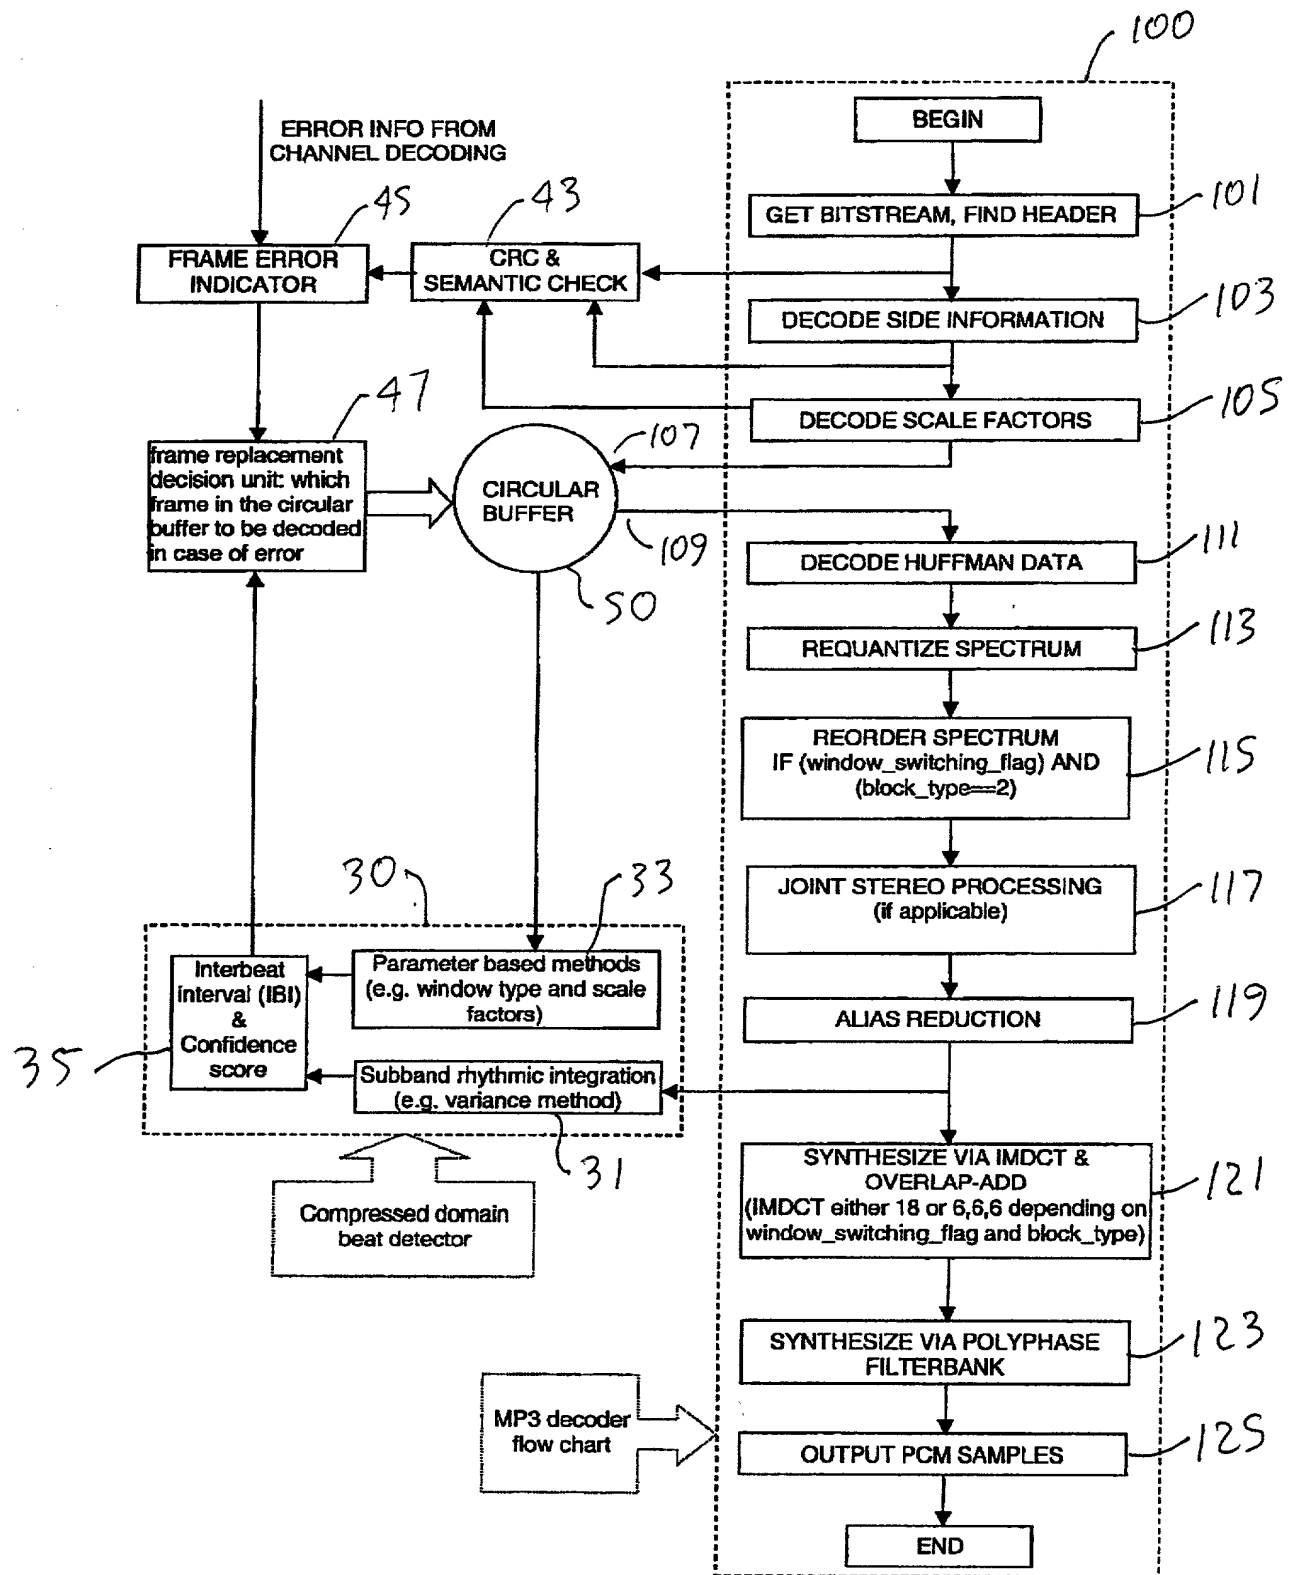 100
BEGIN
ERROR INFO FROM
CHANNEL DECODING
45
43
GET BITSTREAM, FIND HEADER
101
FRAME ERROR
INDICATOR
CRC &
SEMANTIC CHECK
DECODE SIDE INFORMATION
103
47
DECODE SCALE FACTORS
105
frame replacement
decision unit: which
frame in the circular
buffer to be decoded
in case of error
107
CIRCULAR
BUFFER
109
50
DECODE HUFFMAN DATA
111
REQUANTIZE SPECTRUM
113
REORDER SPECTRUM
IF (window_switching_flag) AND
(block_type==2)
115
30
33
JOINT STEREO PROCESSING
(if applicable)
117
Interbeat
interval (IBI)
&
Confidence
score
35
Parameter based methods
(e.g. window type and scale
factors)
ALIAS REDUCTION
119
Subband rhythmic integration
(e.g. variance method)
31
Compressed domain
beat detector
SYNTHESIZE VIA IMDCT &
OVERLAP-ADD
(IMDCT either 18 or 6,6,6 depending on
window_switching_flag and block_type)
121
SYNTHESIZE VIA POLYPHASE
FILTERBANK
123
MP3 decoder
flow chart
OUTPUT PCM SAMPLES
125
END